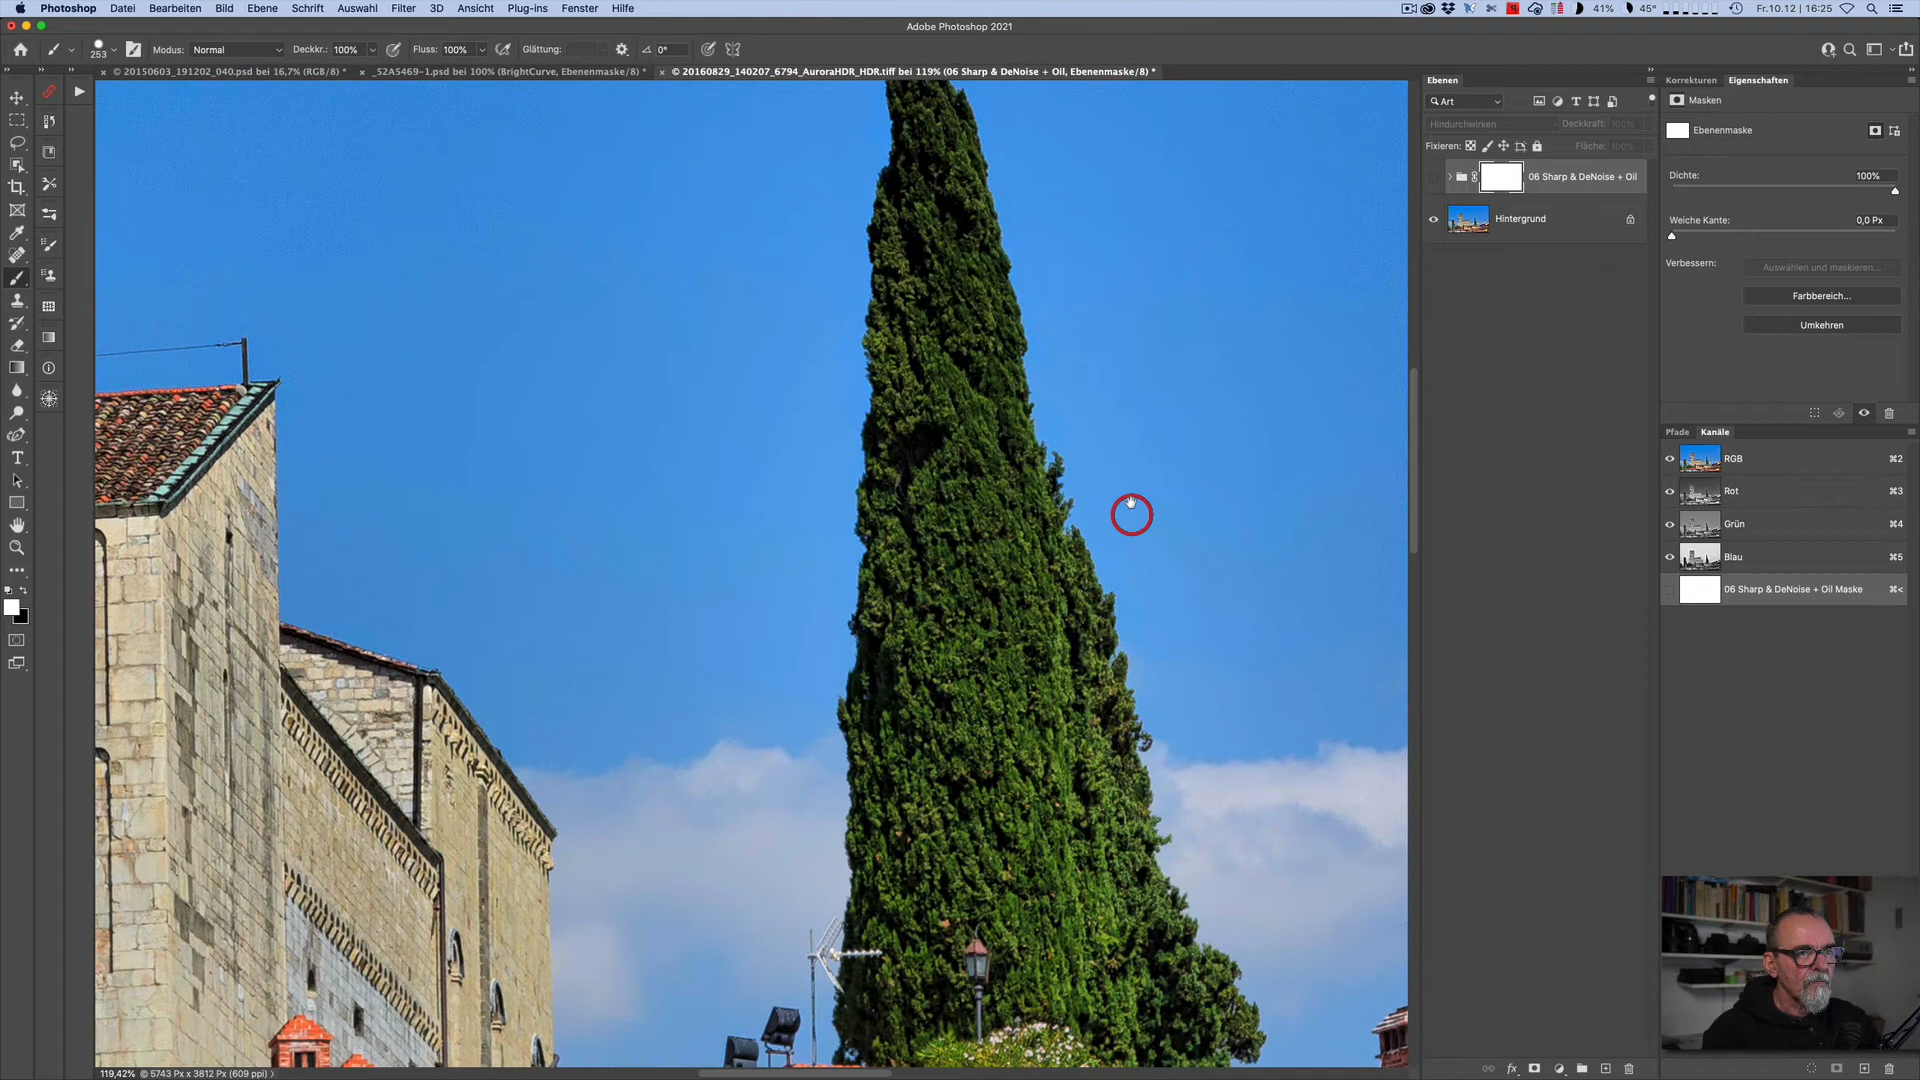 Photoshop Datei Bearbeiten Bild Ebene Schrift Auswahl Filter 3D Ansicht Plug-ins Fenster Hilfe 41% 45° Fr.10.12 | 16:25
Adobe Photoshop 2021
253 Modus: Normal Deckkr.: 100% Fluss: 100% Glättung: 0°
× © 20150603_191202_040.psd bei 16,7% (RGB/8) * × _52A5469-1.psd bei 100% (BrightCurve, Ebenenmaske/8) * × © 20160829_140207_6794_AuroraHDR_HDR.tiff bei 119% (06 Sharp & DeNoise + Oil, Ebenenmaske/8) *
Ebenen
Art
Hindurchwirken Deckkraft: 100%
Fixieren: Fläche: 100%
06 Sharp & DeNoise + Oil
Hintergrund
Korrekturen Eigenschaften
Masken
Ebenenmaske
Dichte: 100%
Weiche Kante: 0,0 Px
Verbessern: Auswählen und maskieren...
Farbbereich...
Umkehren
Pfade Kanäle
RGB ⌘2
Rot ⌘3
Grün ⌘4
Blau ⌘5
06 Sharp & DeNoise + Oil Maske ⌘<
119,42% © 5743 Px x 3812 Px (609 ppi)